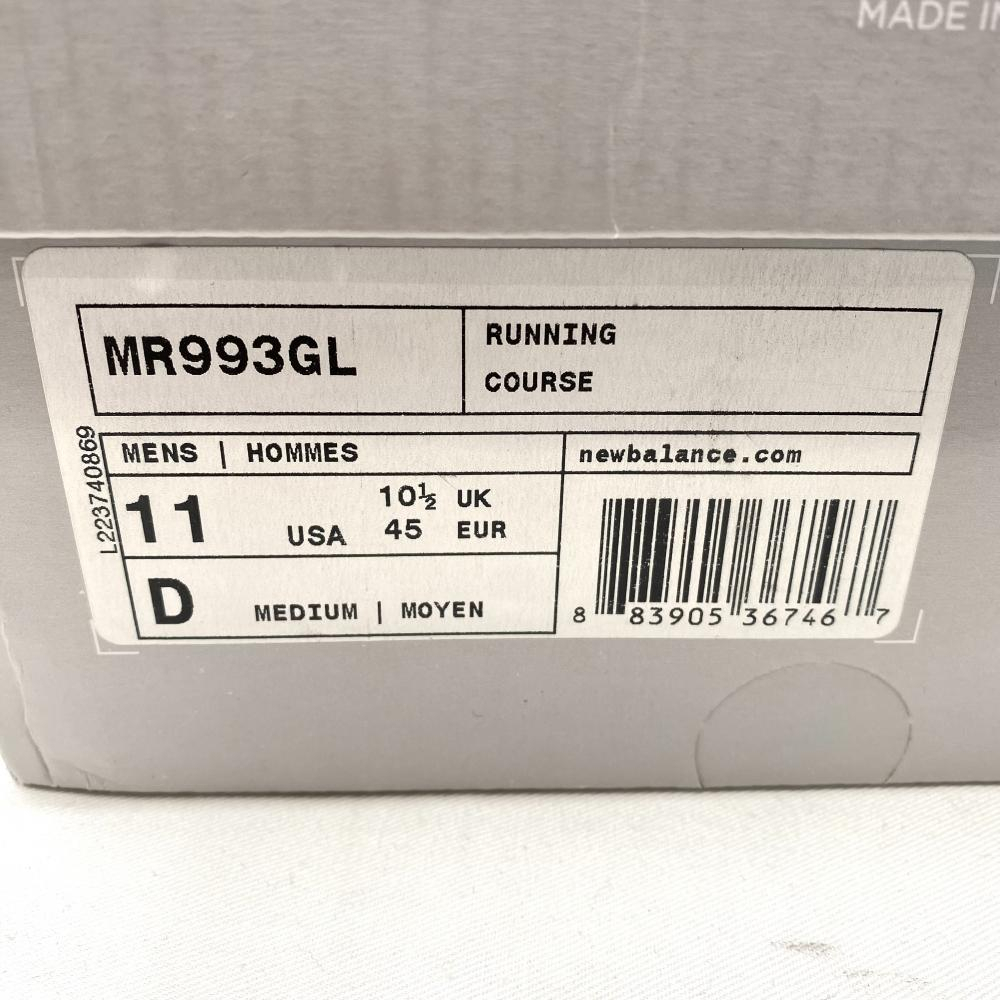 MADE IN
MR993GL
RUNNING
COURSE
L223740869
MENS | HOMMES
newbalance.com
11 USA
10½ UK
45 EUR
D MEDIUM | MOYEN
8 83905 36746 7